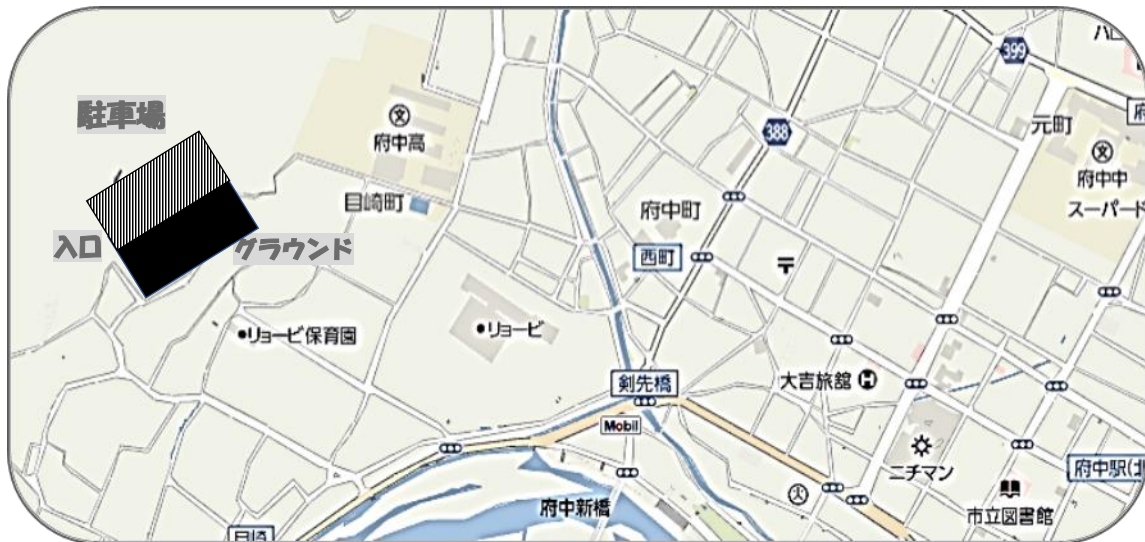 399
元町
駐車場
388
府中高
府中中
スーパード
目崎町
府中町
入口
グラウンド
西町
〒
リョービ保育園
リョービ
剣先橋
大吉旅館
H
Mobil
ニチマン
府中駅(北
府中新橋
市立図書館
目崎